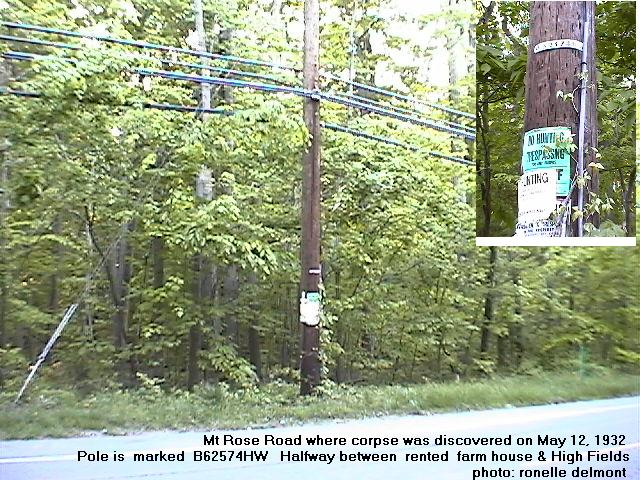 NO HUNTING
TRESPASSING
Mt Rose Road where corpse was discovered on May 12, 1932
Pole is marked B62574HW Halfway between rented farm house & High Fields
photo: ronelle delmont